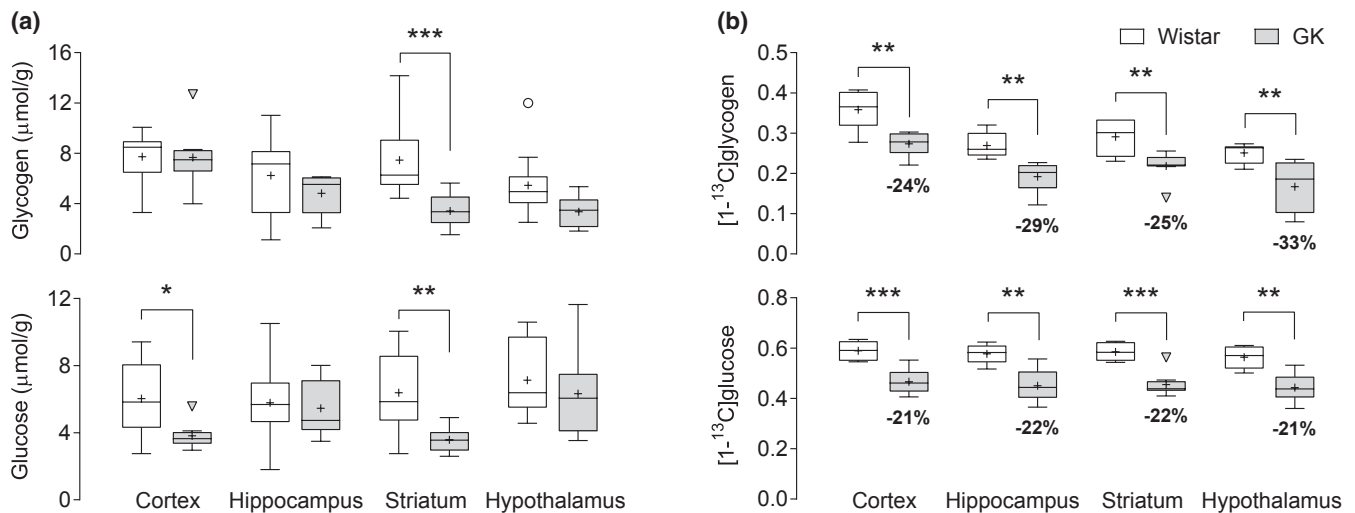 (a)
***
16
12
8
4
0
Glycogen (μmol/g)
*
**
12
8
4
0
Glucose (μmol/g)
Cortex Hippocampus Striatum Hypothalamus
(b)
Wistar GK
** ** ** **
0.5
0.4
0.3
0.2
0.1
0.0
[1-¹³C]glycogen
-24% -29% -25% -33%
*** ** *** **
0.8
0.6
0.4
0.2
0.0
[1-¹³C]glucose
-21% -22% -22% -21%
Cortex Hippocampus Striatum Hypothalamus